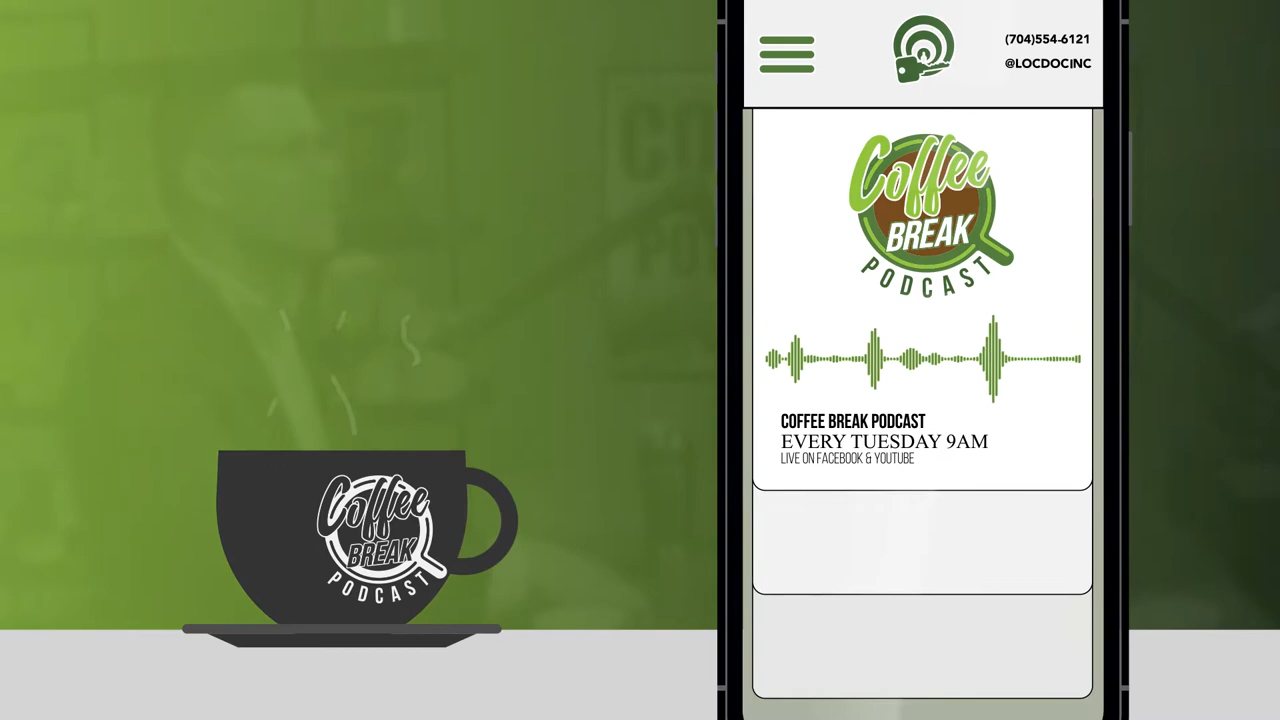 (704)554-6121
@LOCDOCINC
Coffee
BREAK
PODCAST
COFFEE BREAK PODCAST
EVERY TUESDAY 9AM
LIVE ON FACEBOOK & YOUTUBE
Coffee
BREAK
PODCAST